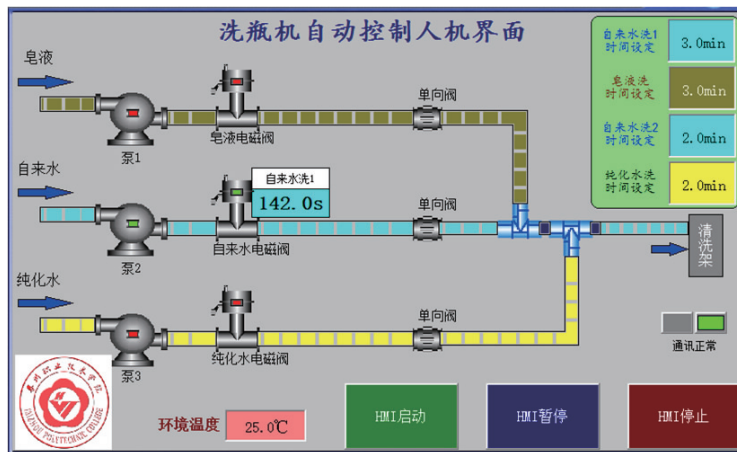 洗瓶机自动控制人机界面
皂液
泵1
皂液电磁阀
单向阀
自来水洗1
时间设定
3.0min
皂液洗
时间设定
3.0min
自来水洗2
时间设定
2.0min
纯化水洗
时间设定
2.0min
自来水
泵2
自来水洗1
142.0s
自来水电磁阀
单向阀
清洗架
纯化水
泵3
纯化水电磁阀
单向阀
通讯正常
POLYTECHNIC COLLEGE
环境温度
25.0℃
HMI启动
HMI暂停
HMI停止